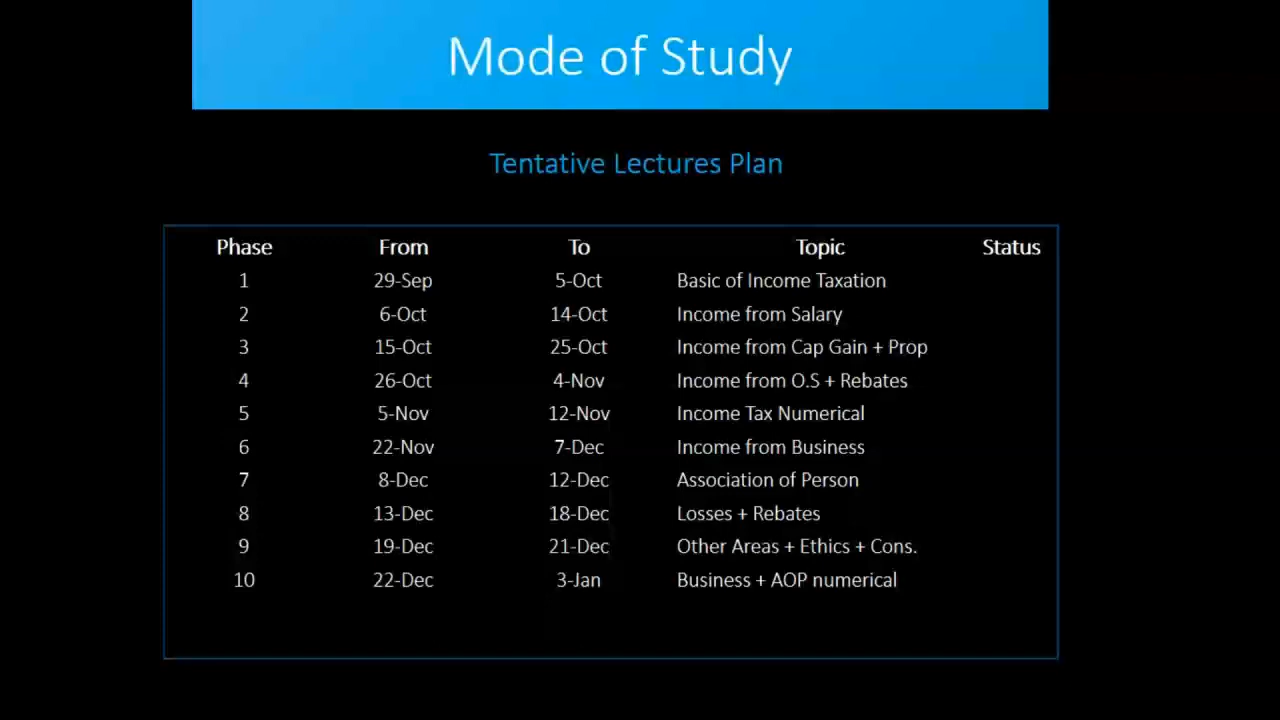 Mode of Study
Tentative Lectures Plan
Phase From To Topic Status
1 29-Sep 5-Oct Basic of Income Taxation
2 6-Oct 14-Oct Income from Salary
3 15-Oct 25-Oct Income from Cap Gain + Prop
4 26-Oct 4-Nov Income from O.S + Rebates
5 5-Nov 12-Nov Income Tax Numerical
6 22-Nov 7-Dec Income from Business
7 8-Dec 12-Dec Association of Person
8 13-Dec 18-Dec Losses + Rebates
9 19-Dec 21-Dec Other Areas + Ethics + Cons.
10 22-Dec 3-Jan Business + AOP numerical